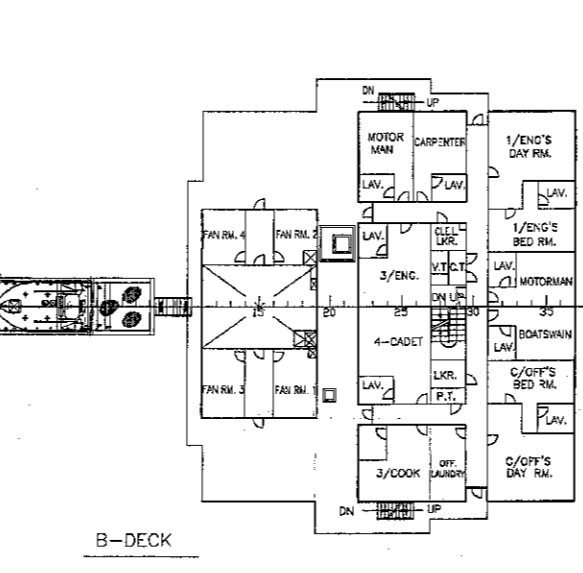 DN
UP
MOTOR
MAN
CARPENTER
1/ENG'S
DAY RM.
LAV.
LAV.
LAV.
FAN RM. 4
FAN RM. 2
LAV.
LKR.
1/ENG'S
BED RM.
3/ENG.
V.T
C.T
LAV.
MOTORMAN
DN UP
15
20
25
30
35
4-CADET
BOATSWAIN
LAV.
FAN RM. 3
FAN RM. 1
LAV.
LKR.
P.T.
C/OFF'S
BED RM.
LAV.
3/COOK
OFF.
LAUNDRY
C/OFF'S
DAY RM.
DN
UP
B-DECK